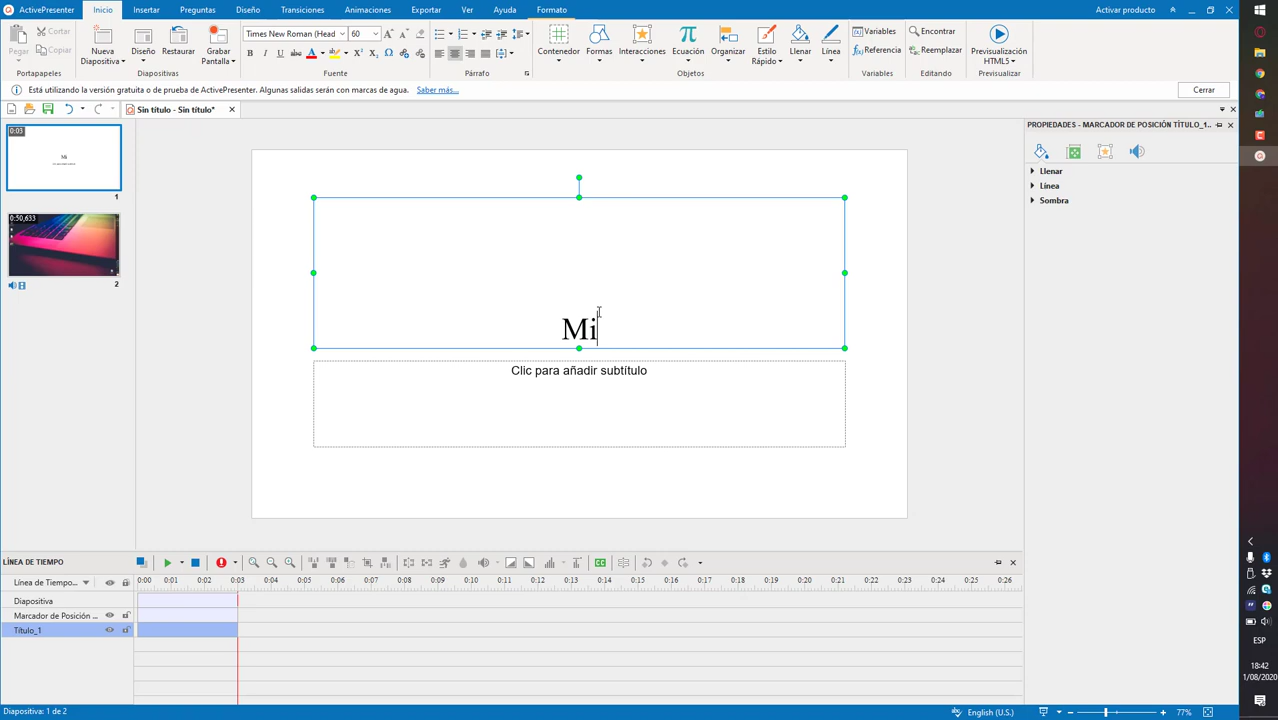 ActivePresenter
Inicio
Insertar
Preguntas
Diseño
Transiciones
Animaciones
Exportar
Ver
Ayuda
Formato
Activar producto
Pegar
Cortar
Copiar
Portapapeles
Nueva Diapositiva
Diseño
Restaurar
Grabar Pantalla
Diapositivas
Times New Roman (Head
60
Fuente
Párrafo
Contenedor
Formas
Interacciones
Ecuación
Organizar
Estilo Rápido
Llenar
Línea
Objetos
Variables
Referencia
Variables
Encontrar
Reemplazar
Editando
Previsualización HTML5
Previsualizar
Está utilizando la versión gratuita o de prueba de ActivePresenter. Algunas salidas serán con marcas de agua.
Saber más...
Cerrar
Sin título - Sin título*
0:03
Mi
1
0:50,633
2
Mi
Clic para añadir subtítulo
PROPIEDADES - MARCADOR DE POSICIÓN TÍTULO_1...
Llenar
Línea
Sombra
LÍNEA DE TIEMPO
Línea de Tiempo...
0:00 0:01 0:02 0:03 0:04 0:05 0:06 0:07 0:08 0:09 0:10 0:11 0:12 0:13 0:14 0:15 0:16 0:17 0:18 0:19 0:20 0:21 0:22 0:23 0:24 0:25 0:26
Diapositiva
Marcador de Posición ...
Título_1
Diapositiva: 1 de 2
English (U.S.)
77%
ESP
18:42
1/08/2020